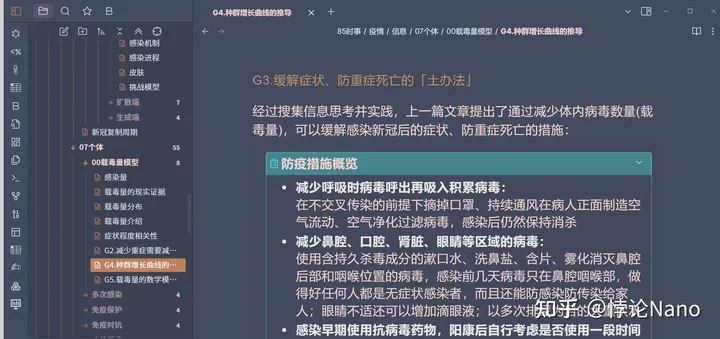 G4.种群增长曲线的推导
85时事 / 疫情 / 信息 / 07个体 / 00载毒量模型 / G4.种群增长曲线的推导
感染机制
感染进程
皮肤
挑战模型
扩散端 7
生成端 4
新冠复制周期
07个体 55
00载毒量模型 8
感染量
载毒量的现实证据
载毒量分布
载毒量介绍
症状程度相关性
G2.减少重症需要减…
G4.种群增长曲线的…
G5.载毒量的数学模…
多次感染 4
免疫保护 4
免疫对抗 4
G3.缓解症状、防重症死亡的「土办法」
经过搜集信息思考并实践，上一篇文章提出了通过减少体内病毒数量(载
毒量)，可以缓解感染新冠后的症状、防重症死亡的措施：
防疫措施概览
• 减少呼吸时病毒呼出再吸入积累病毒：
在不交叉传染的前提下摘掉口罩、持续通风在病人正面制造空
气流动、空气净化过滤病毒，感染后仍然保持消杀
• 减少鼻腔、口腔、肾脏、眼睛等区域的病毒：
使用含持久杀毒成分的漱口水、洗鼻盐、含片、雾化消灭鼻腔
后部和咽喉位置的病毒，感染前几天病毒只在鼻腔咽喉部，做
得好任何人都是无症状感染者，而且还能防感染防传染给家
人；眼睛不适还可以增加滴眼液；以多次排
• 感染早期使用抗病毒药物，阳康后自行考虑是否使用一段时间
知乎 @悖论Nano